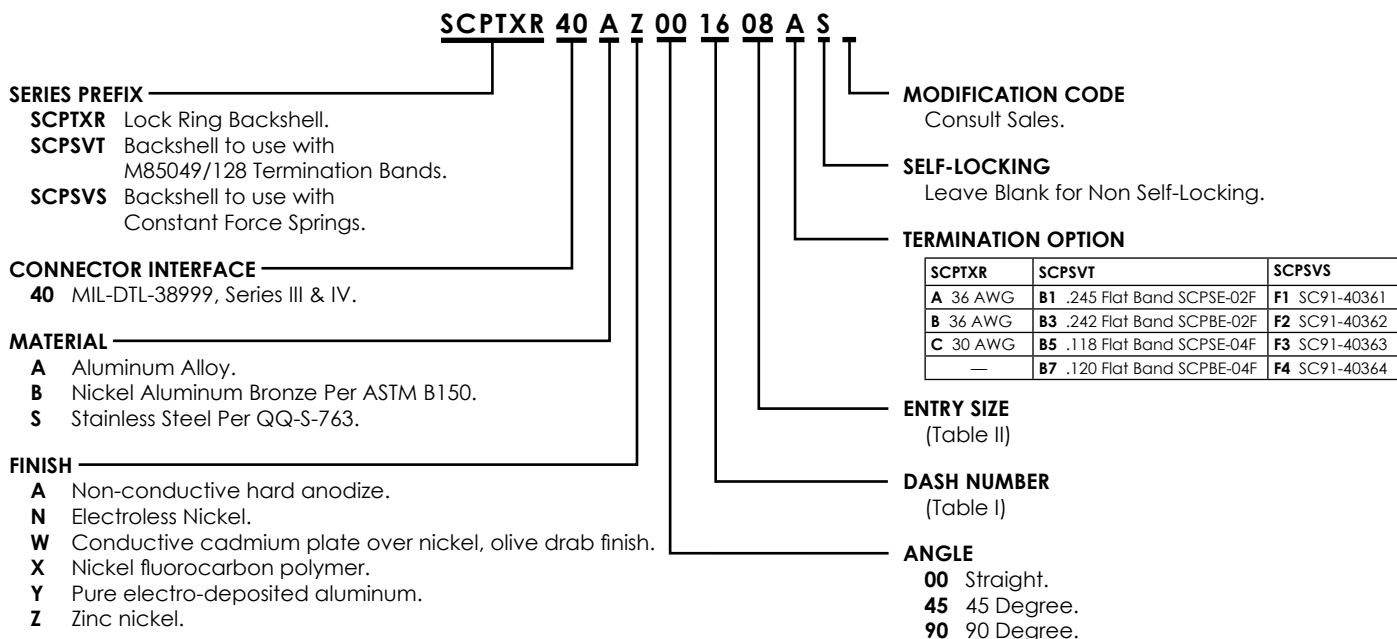 SCPTXR 40 A Z 00 16 08 A S _
SERIES PREFIX
SCPTXR Lock Ring Backshell.
SCPSVT Backshell to use with
M85049/128 Termination Bands.
SCPSVS Backshell to use with
Constant Force Springs.
CONNECTOR INTERFACE
40 MIL-DTL-38999, Series III & IV.
MATERIAL
A Aluminum Alloy.
B Nickel Aluminum Bronze Per ASTM B150.
S Stainless Steel Per QQ-S-763.
FINISH
A Non-conductive hard anodize.
N Electroless Nickel.
W Conductive cadmium plate over nickel, olive drab finish.
X Nickel fluorocarbon polymer.
Y Pure electro-deposited aluminum.
Z Zinc nickel.
MODIFICATION CODE
Consult Sales.
SELF-LOCKING
Leave Blank for Non Self-Locking.
TERMINATION OPTION
SCPTXR SCPSVT SCPSVS
A 36 AWG B1 .245 Flat Band SCPSE-02F F1 SC91-40361
B 36 AWG B3 .242 Flat Band SCPBE-02F F2 SC91-40362
C 30 AWG B5 .118 Flat Band SCPSE-04F F3 SC91-40363
— B7 .120 Flat Band SCPBE-04F F4 SC91-40364
ENTRY SIZE
(Table II)
DASH NUMBER
(Table I)
ANGLE
00 Straight.
45 45 Degree.
90 90 Degree.